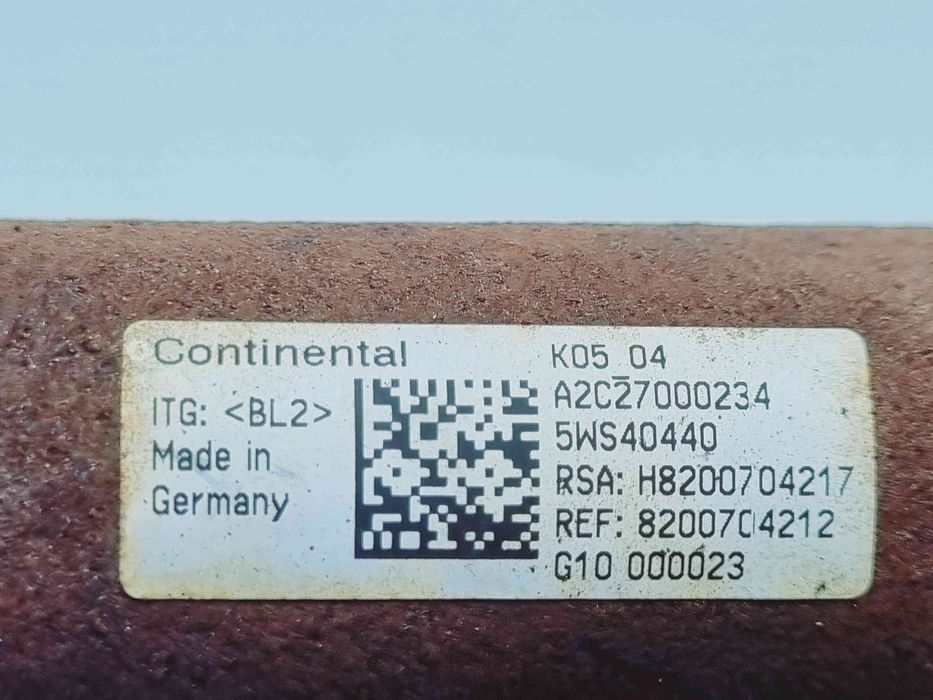 Continental
ITG: <BL2>
Made in
Germany
K05 04
A2C27000234
5WS40440
RSA: H8200704217
REF: 8200704212
G10 000023